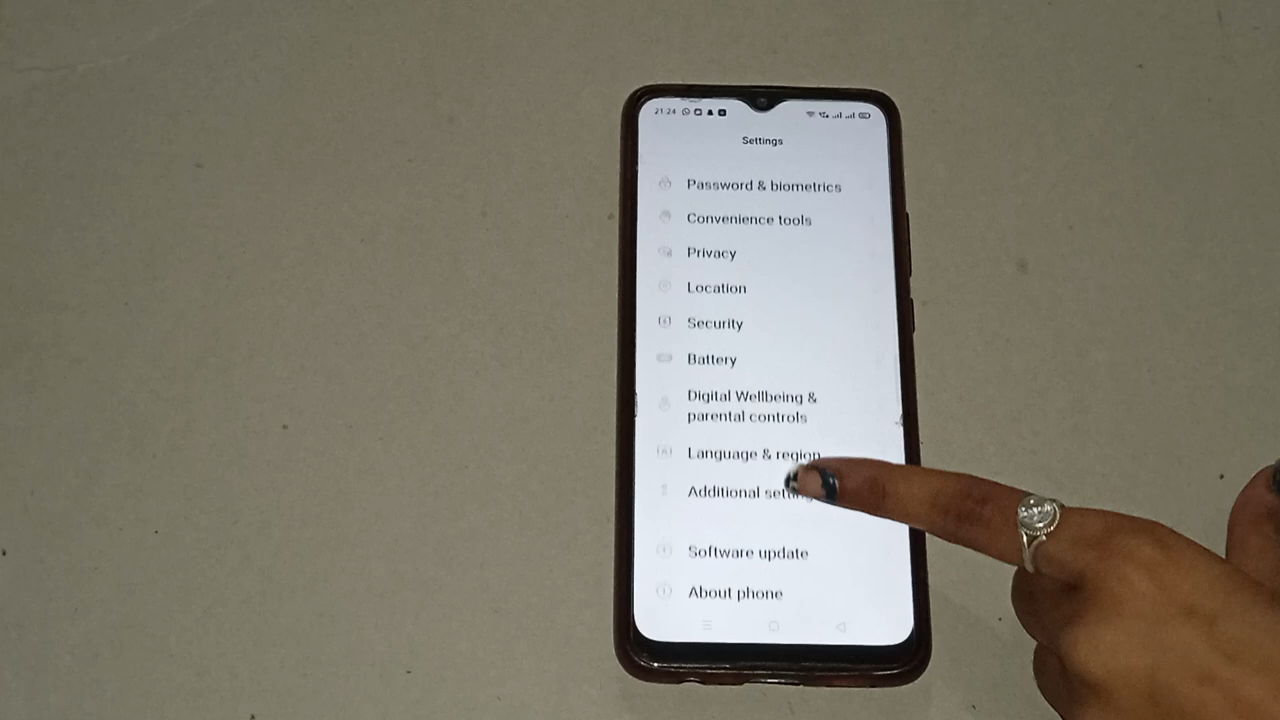 21:24
Settings
Password & biometrics
Convenience tools
Privacy
Location
Security
Battery
Digital Wellbeing &
parental controls
Language & region
Additional
Software update
About phone